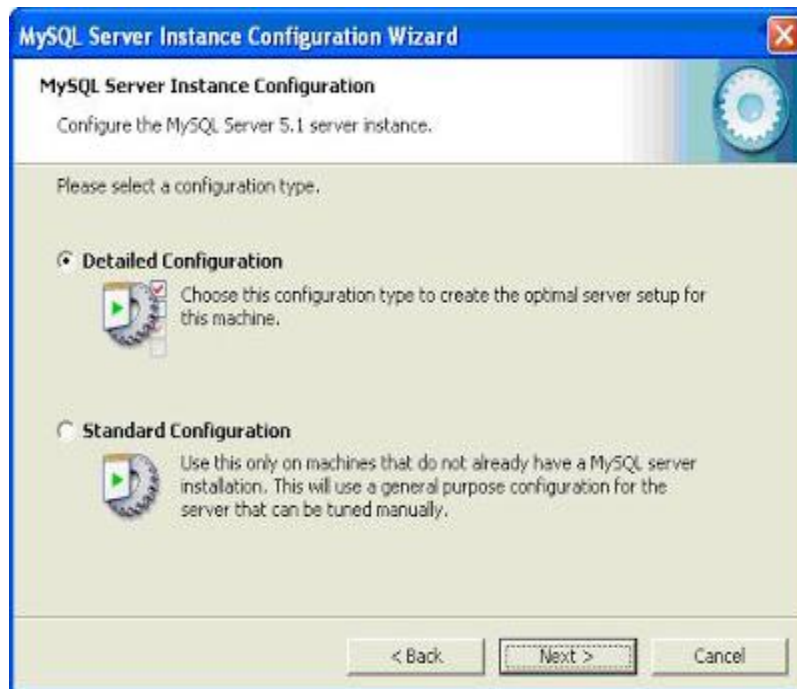 MySQL Server Instance Configuration Wizard
MySQL Server Instance Configuration
Configure the MySQL Server 5.1 server instance.
Please select a configuration type.
Detailed Configuration
Choose this configuration type to create the optimal server setup for
this machine.
Standard Configuration
Use this only on machines that do not already have a MySQL server
installation. This will use a general purpose configuration for the
server that can be tuned manually.
< Back
Next >
Cancel